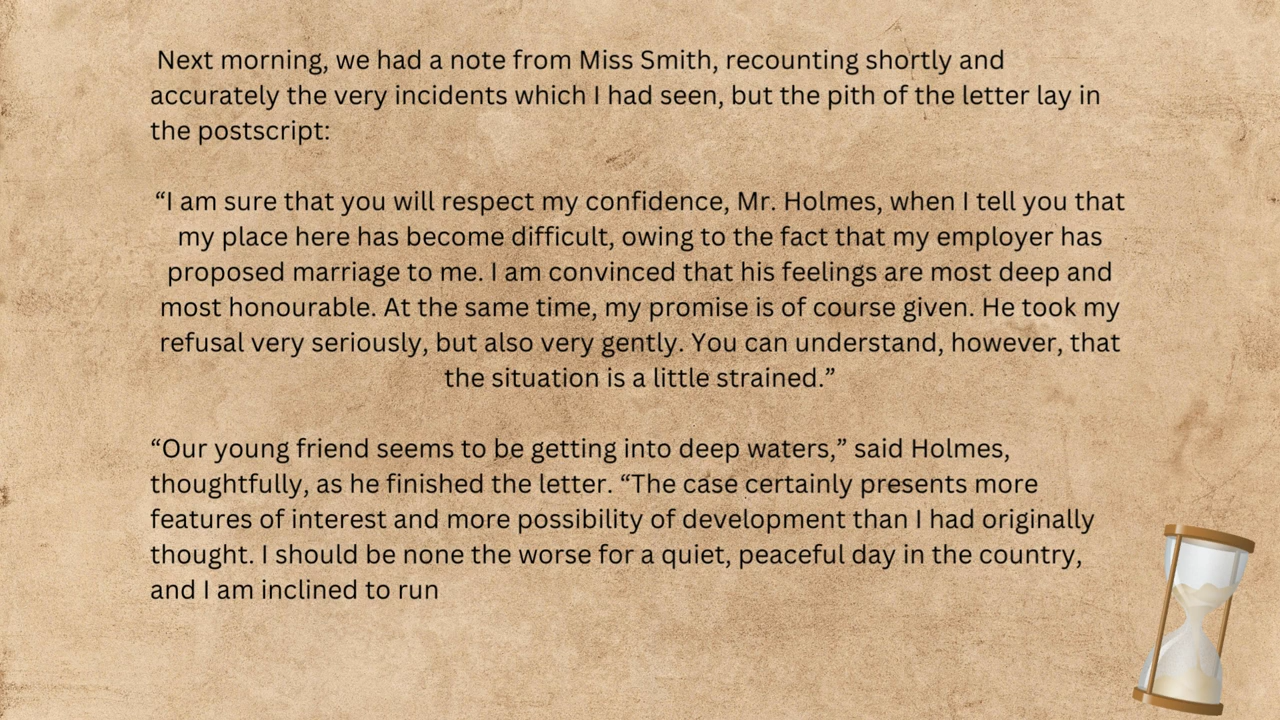 Next morning, we had a note from Miss Smith, recounting shortly and
accurately the very incidents which I had seen, but the pith of the letter lay in
the postscript:
“I am sure that you will respect my confidence, Mr. Holmes, when I tell you that
my place here has become difficult, owing to the fact that my employer has
proposed marriage to me. I am convinced that his feelings are most deep and
most honourable. At the same time, my promise is of course given. He took my
refusal very seriously, but also very gently. You can understand, however, that
the situation is a little strained.”
“Our young friend seems to be getting into deep waters,” said Holmes,
thoughtfully, as he finished the letter. “The case certainly presents more
features of interest and more possibility of development than I had originally
thought. I should be none the worse for a quiet, peaceful day in the country,
and I am inclined to run